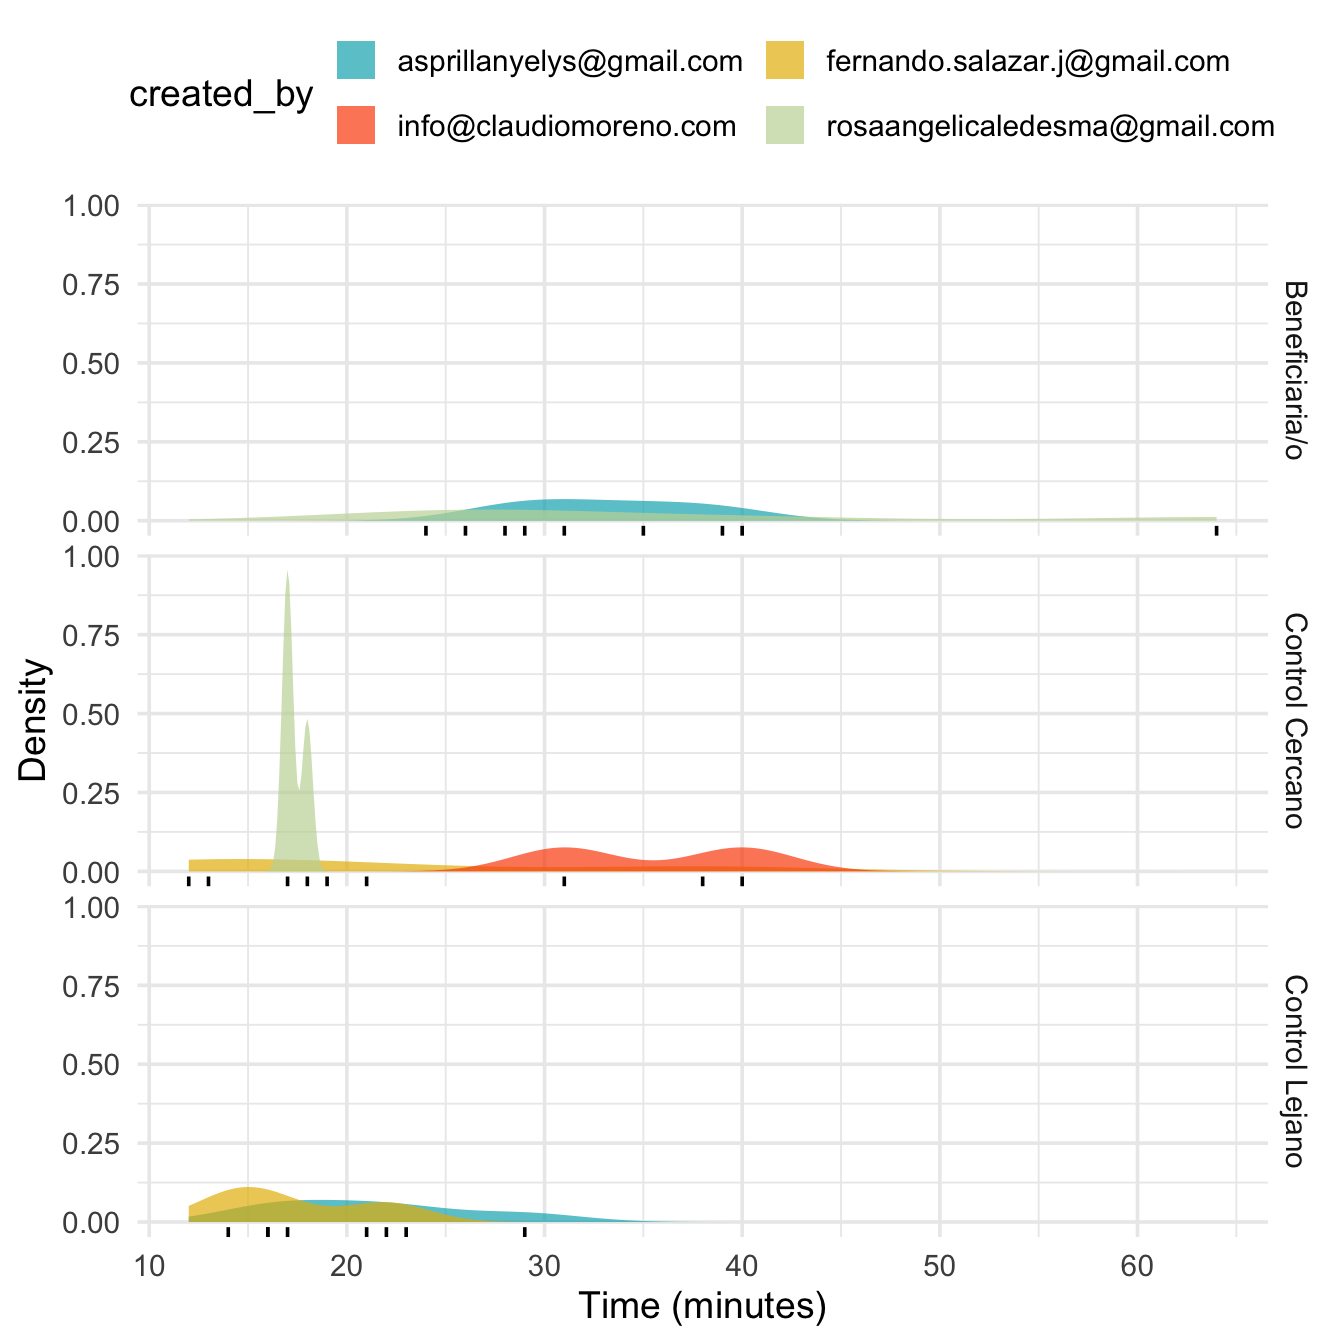 created_by
asprillanyelys@gmail.com
fernando.salazar.j@gmail.com
info@claudiomoreno.com
rosaangelicaledesma@gmail.com
1.00
0.75
0.50
0.25
0.00
Beneficiaria/o
1.00
0.75
0.50
0.25
0.00
Control Cercano
Density
1.00
0.75
0.50
0.25
0.00
Control Lejano
10 20 30 40 50 60
Time (minutes)